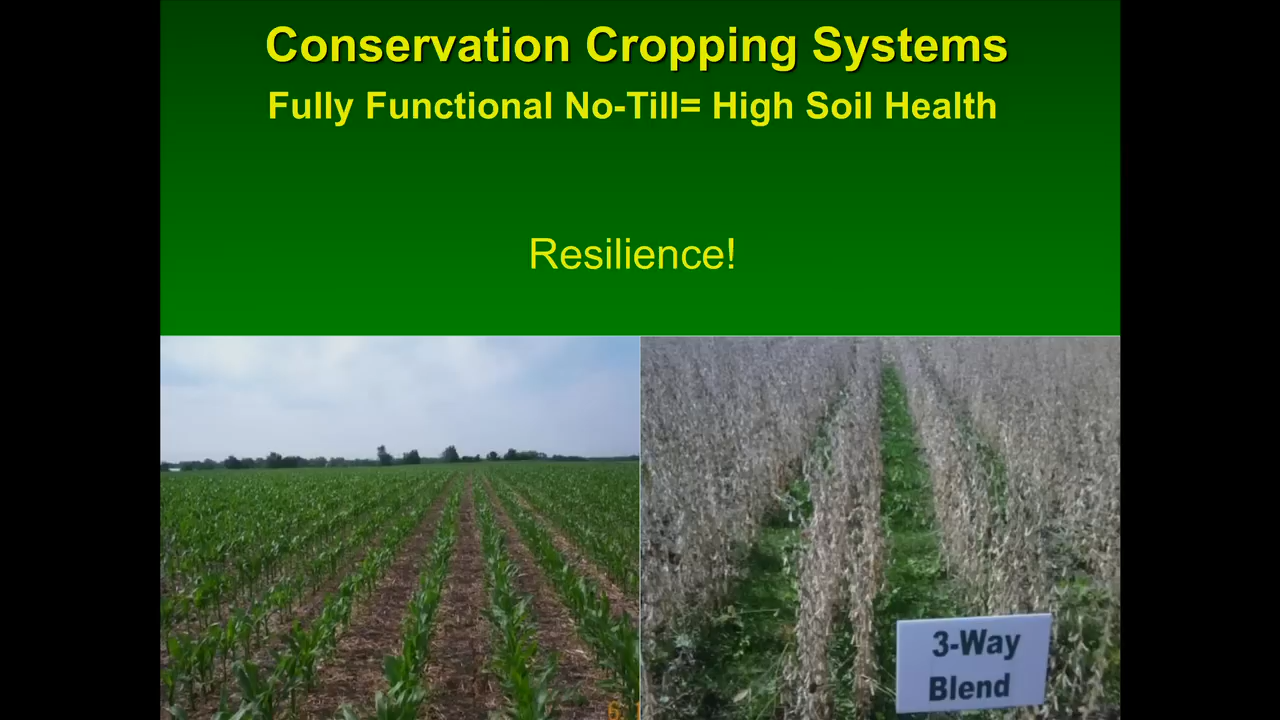 Conservation Cropping Systems
Fully Functional No-Till= High Soil Health
Resilience!
3-Way
Blend